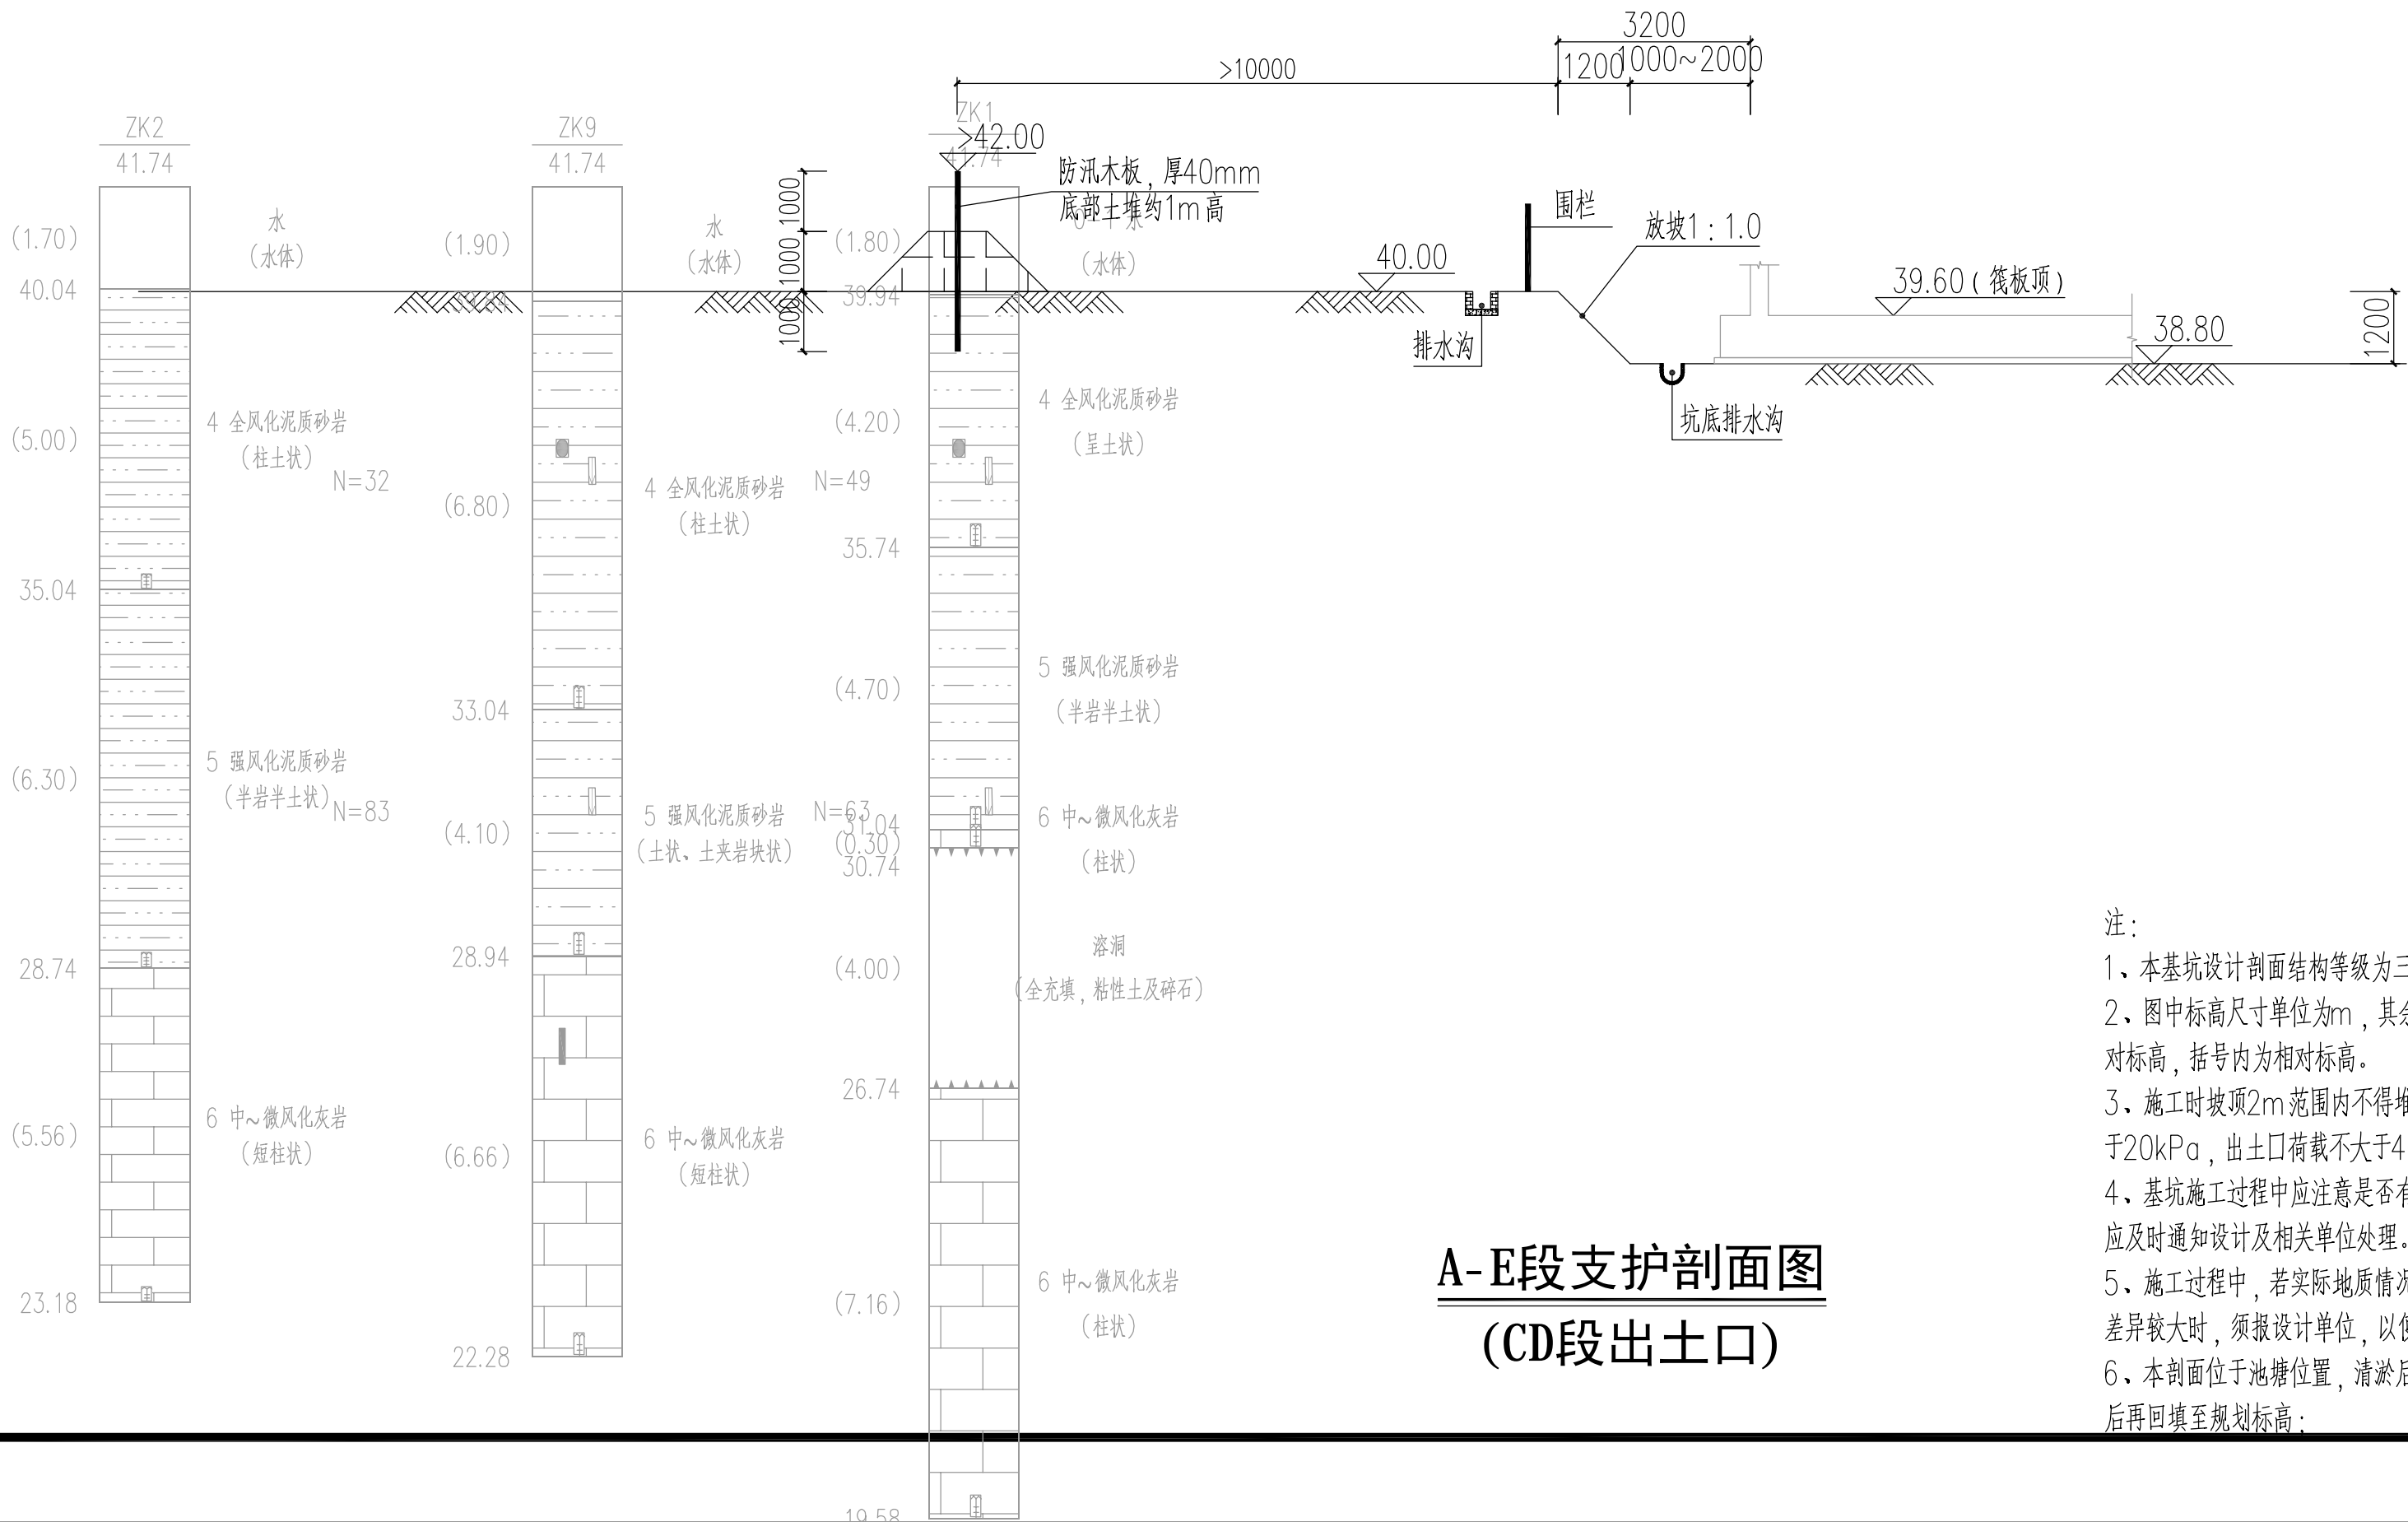 3200
1200
1000~2000
>10000
ZK2
41.74
(1.70)
水
(水体)
40.04
(5.00)
4 全风化泥质砂岩
(柱土状)
N=32
35.04
(6.30)
5 强风化泥质砂岩
(半岩半土状)
N=83
28.74
(5.56)
6 中~微风化灰岩
(短柱状)
23.18
ZK9
41.74
(1.90)
水
(水体)
39.84
(6.80)
4 全风化泥质砂岩
(柱土状)
N=49
33.04
(4.10)
5 强风化泥质砂岩
(土状、土夹岩块状)
N=63
28.94
(6.66)
6 中~微风化灰岩
(短柱状)
22.28
ZK1
41.74
>42.00
防汛木板，厚40mm
底部土堆约1m高
1000
1000
1000
(1.80)
水
(水体)
39.94
(4.20)
4 全风化泥质砂岩
(呈土状)
35.74
(4.70)
5 强风化泥质砂岩
(半岩半土状)
31.04
(0.30)
30.74
6 中~微风化灰岩
(柱状)
(4.00)
溶洞
(全充填，粘性土及碎石)
26.74
(7.16)
6 中~微风化灰岩
(柱状)
19.58
40.00
排水沟
围栏
放坡1：1.0
39.60（筏板顶）
38.80
1200
坑底排水沟
A-E段支护剖面图
(CD段出土口)
注：
1、本基坑设计剖面结构等级为三
2、图中标高尺寸单位为m，其余
对标高，括号内为相对标高。
3、施工时坡顶2m范围内不得堆
于20kPa，出土口荷载不大于4
4、基坑施工过程中应注意是否有
应及时通知设计及相关单位处理。
5、施工过程中，若实际地质情况
差异较大时，须报设计单位，以便
6、本剖面位于池塘位置，清淤后
后再回填至规划标高；